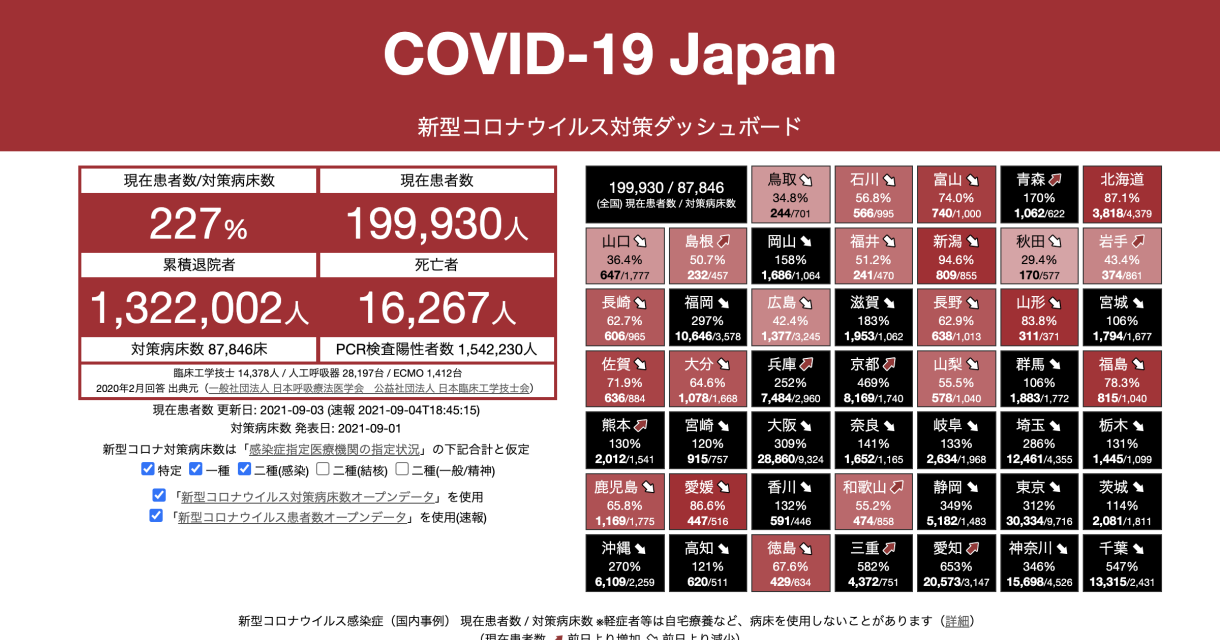 COVID-19 Japan
新型コロナウイルス対策ダッシュボード
現在患者数/対策病床数
現在患者数
227%
199,930人
累積退院者
死亡者
1,322,002人
16,267人
対策病床数 87,846床
PCR検査陽性者数 1,542,230人
臨床工学技士 14,378人 / 人工呼吸器 28,197台 / ECMO 1,412台
2020年2月回答 出典元（一般社団法人 日本呼吸療法医学会　公益社団法人 日本臨床工学技士会）
現在患者数 更新日: 2021-09-03 (速報 2021-09-04T18:45:15)
対策病床数 発表日: 2021-09-01
新型コロナ対策病床数は「感染症指定医療機関の指定状況」の下記合計と仮定
特定 一種 二種(感染) 二種(結核) 二種(一般/精神)
「新型コロナウイルス対策病床数オープンデータ」を使用
「新型コロナウイルス患者数オープンデータ」を使用(速報)
199,930 / 87,846
(全国) 現在患者数 / 対策病床数
鳥取
34.8%
244/701
石川
56.8%
566/995
富山
74.0%
740/1,000
青森
170%
1,062/622
北海道
87.1%
3,818/4,379
山口
36.4%
647/1,777
島根
50.7%
232/457
岡山
158%
1,686/1,064
福井
51.2%
241/470
新潟
94.6%
809/855
秋田
29.4%
170/577
岩手
43.4%
374/861
長崎
62.7%
606/965
福岡
297%
10,646/3,578
広島
42.4%
1,377/3,245
滋賀
183%
1,953/1,062
長野
62.9%
638/1,013
山形
83.8%
311/371
宮城
106%
1,794/1,677
佐賀
71.9%
636/884
大分
64.6%
1,078/1,668
兵庫
252%
7,484/2,960
京都
469%
8,169/1,740
山梨
55.5%
578/1,040
群馬
106%
1,883/1,772
福島
78.3%
815/1,040
熊本
130%
2,012/1,541
宮崎
120%
915/757
大阪
309%
28,860/9,324
奈良
141%
1,652/1,165
岐阜
133%
2,634/1,968
埼玉
286%
12,461/4,355
栃木
131%
1,445/1,099
鹿児島
65.8%
1,169/1,775
愛媛
86.6%
447/516
香川
132%
591/446
和歌山
55.2%
474/858
静岡
349%
5,182/1,483
東京
312%
30,334/9,716
茨城
114%
2,081/1,811
沖縄
270%
6,109/2,259
高知
121%
620/511
徳島
67.6%
429/634
三重
582%
4,372/751
愛知
653%
20,573/3,147
神奈川
346%
15,698/4,526
千葉
547%
13,315/2,431
新型コロナウイルス感染症（国内事例） 現在患者数 / 対策病床数 ※軽症者等は自宅療養など、病床を使用しないことがあります（詳細）
（現在患者数 前日より増加 前日より減少）